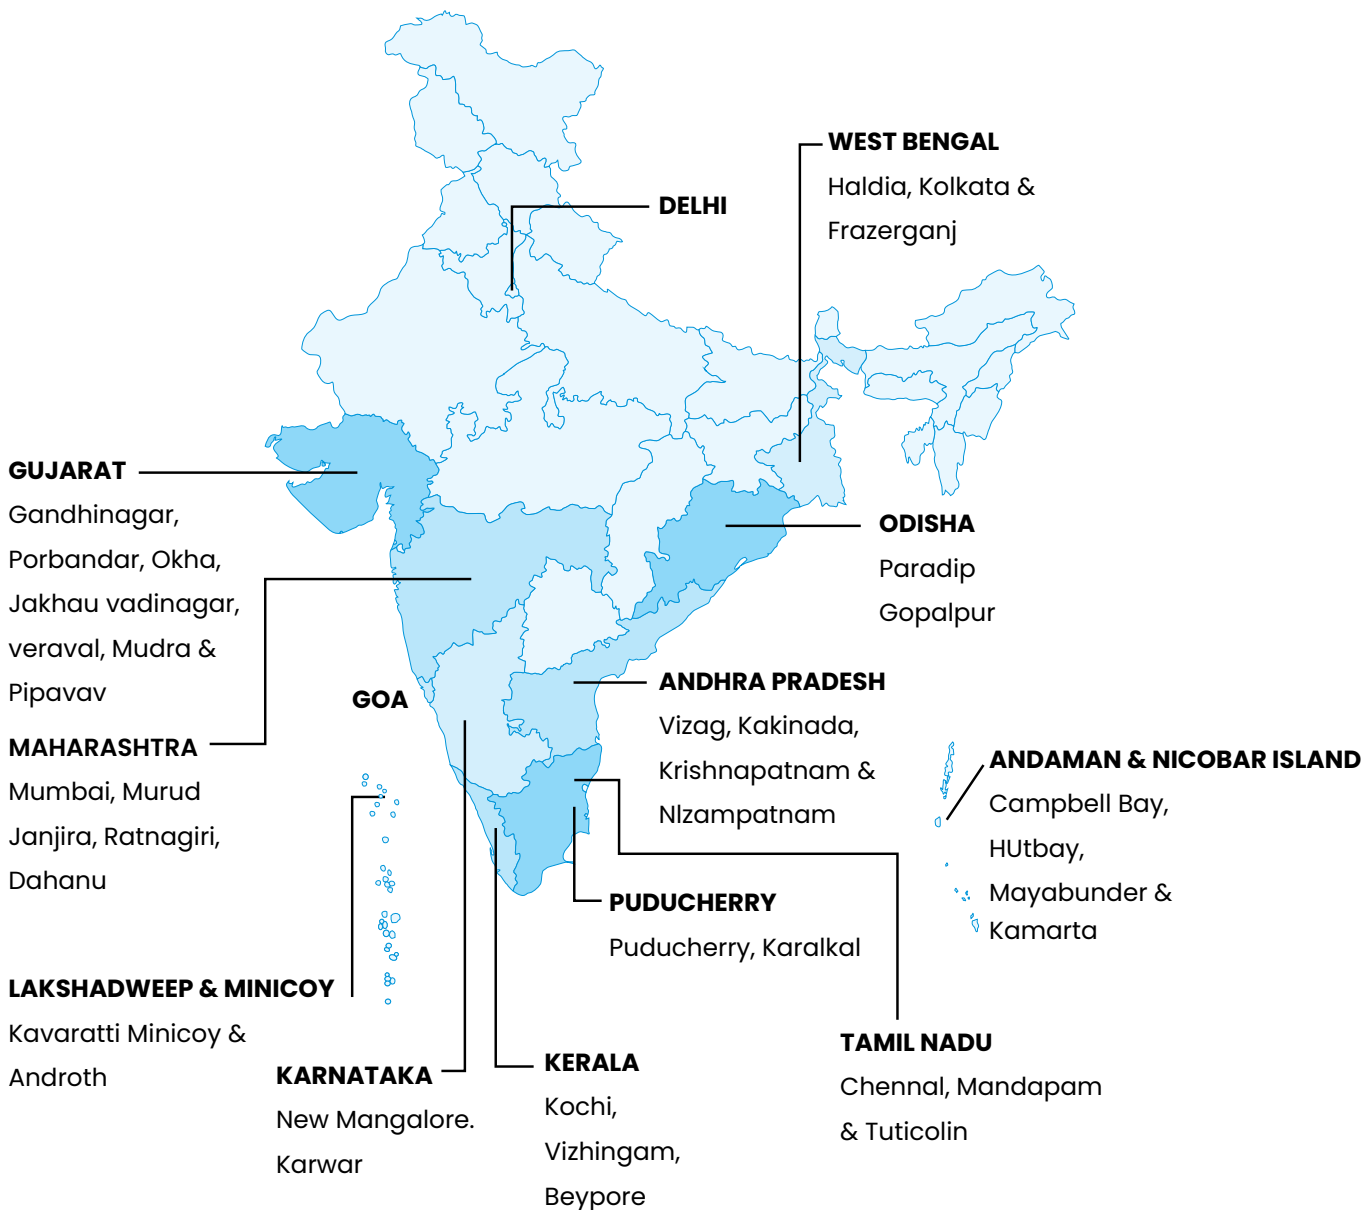 WEST BENGAL
Haldia, Kolkata &
Frazerganj
DELHI
GUJARAT
Gandhinagar,
Porbandar, Okha,
Jakhau vadinagar,
veraval, Mudra &
Pipavav
ODISHA
Paradip
Gopalpur
GOA
ANDHRA PRADESH
Vizag, Kakinada,
Krishnapatnam &
NIzampatnam
MAHARASHTRA
Mumbai, Murud
Janjira, Ratnagiri,
Dahanu
ANDAMAN & NICOBAR ISLAND
Campbell Bay,
HUtbay,
Mayabunder &
Kamarta
PUDUCHERRY
Puducherry, Karalkal
LAKSHADWEEP & MINICOY
Kavaratti Minicoy &
Androth
KARNATAKA
New Mangalore.
Karwar
KERALA
Kochi,
Vizhingam,
Beypore
TAMIL NADU
Chennal, Mandapam
& Tuticolin